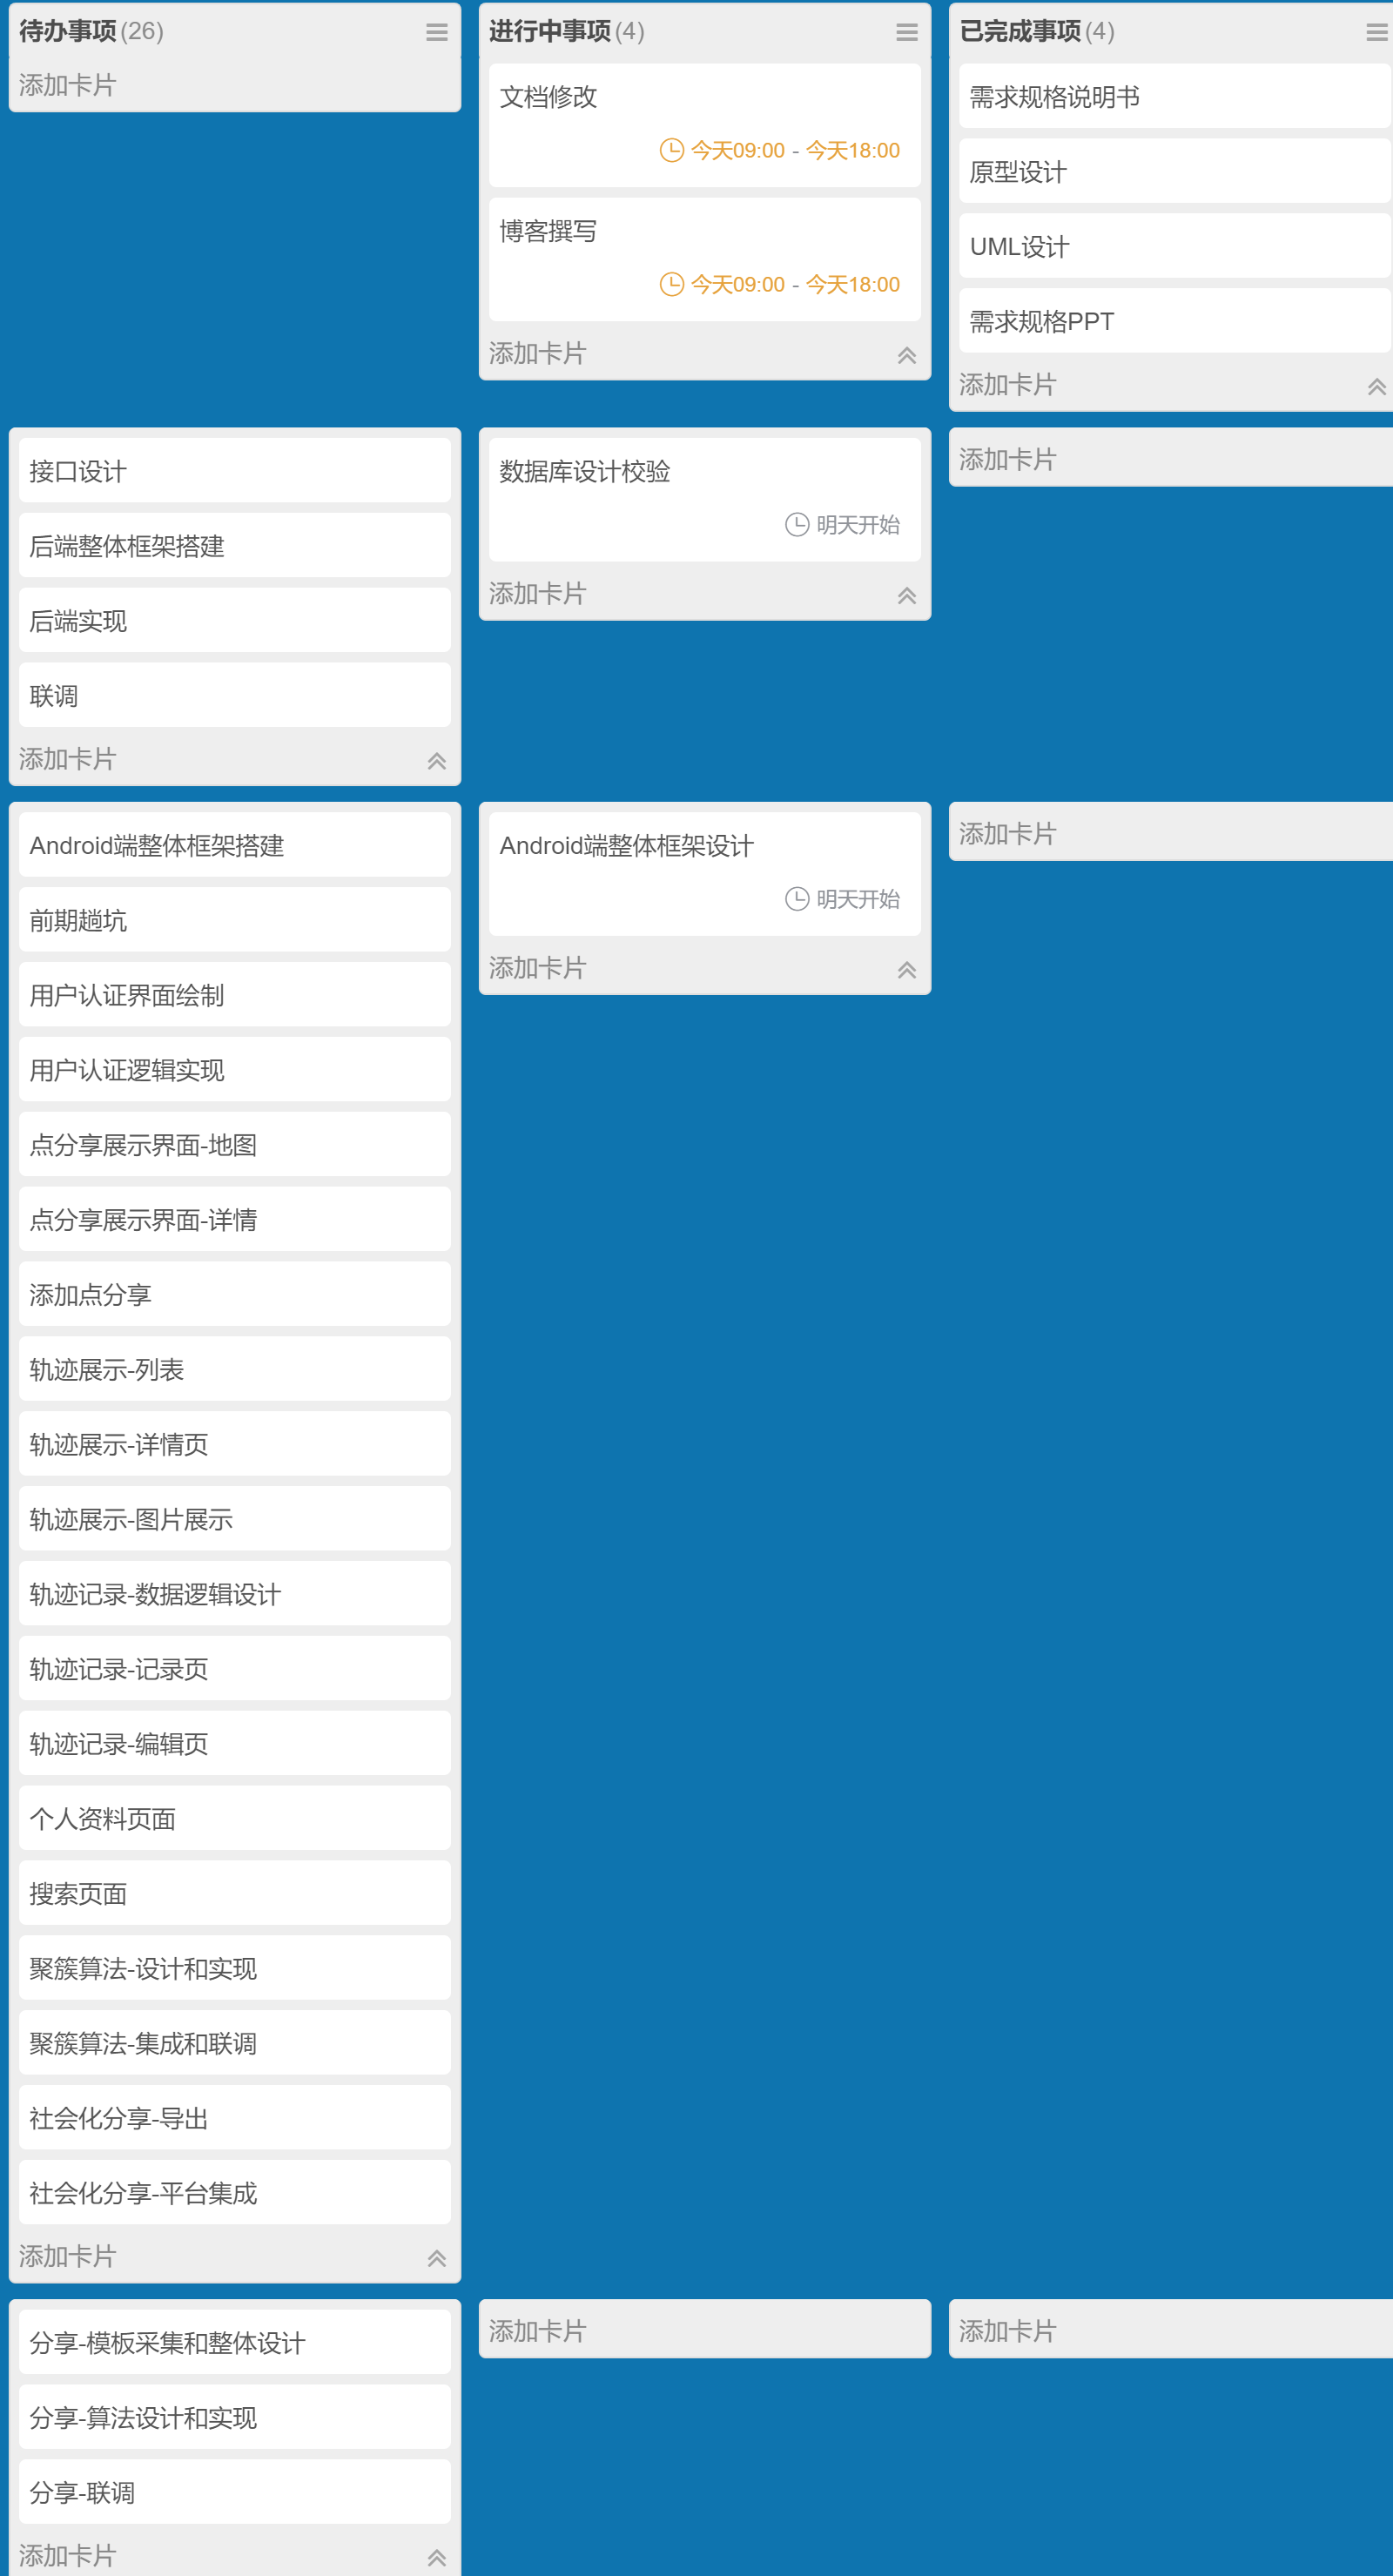 待办事项(26)
添加卡片
进行中事项(4)
文档修改
今天09:00 - 今天18:00
博客撰写
今天09:00 - 今天18:00
添加卡片
已完成事项(4)
需求规格说明书
原型设计
UML设计
需求规格PPT
添加卡片
接口设计
后端整体框架搭建
后端实现
联调
添加卡片
数据库设计校验
明天开始
添加卡片
添加卡片
Android端整体框架搭建
前期趟坑
用户认证界面绘制
用户认证逻辑实现
点分享展示界面-地图
点分享展示界面-详情
添加点分享
轨迹展示-列表
轨迹展示-详情页
轨迹展示-图片展示
轨迹记录-数据逻辑设计
轨迹记录-记录页
轨迹记录-编辑页
个人资料页面
搜索页面
聚簇算法-设计和实现
聚簇算法-集成和联调
社会化分享-导出
社会化分享-平台集成
添加卡片
Android端整体框架设计
明天开始
添加卡片
添加卡片
分享-模板采集和整体设计
分享-算法设计和实现
分享-联调
添加卡片
添加卡片
添加卡片